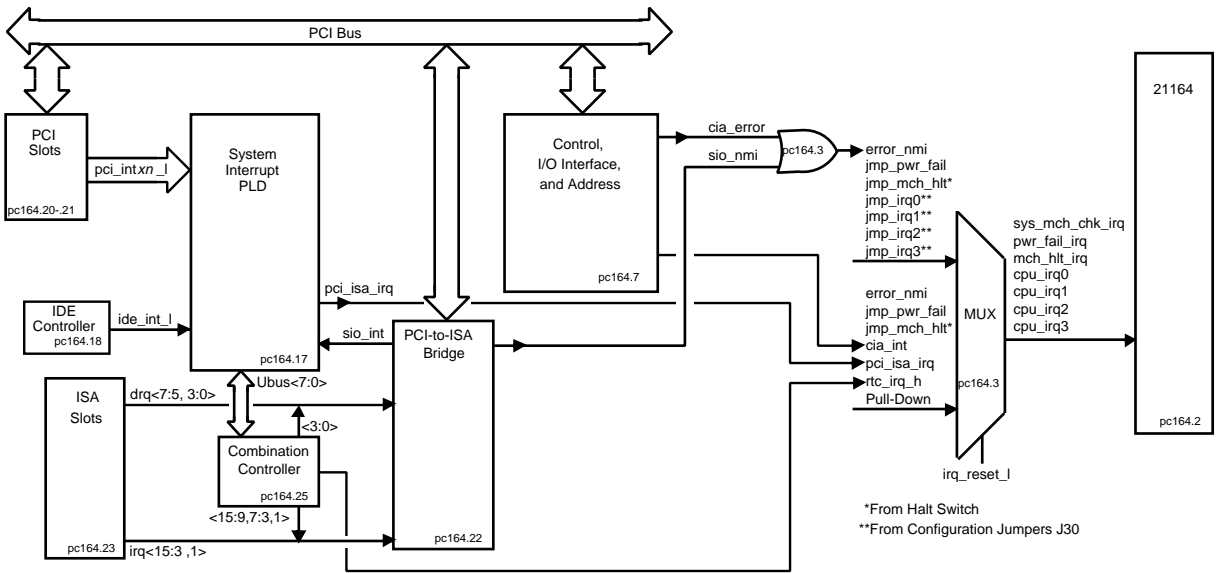 PCI Bus
PCI
Slots
pc164.20-.21
pci_intxn_l
System
Interrupt
PLD
pc164.17
Control,
I/O Interface,
and Address
pc164.7
cia_error
sio_nmi
pc164.3
error_nmi
jmp_pwr_fail
jmp_mch_hlt*
jmp_irq0**
jmp_irq1**
jmp_irq2**
jmp_irq3**
21164
pc164.2
sys_mch_chk_irq
pwr_fail_irq
mch_hlt_irq
cpu_irq0
cpu_irq1
cpu_irq2
cpu_irq3
MUX
pc164.3
irq_reset_l
error_nmi
jmp_pwr_fail
jmp_mch_hlt*
cia_int
pci_isa_irq
rtc_irq_h
Pull-Down
IDE
Controller
pc164.18
ide_int_l
pci_isa_irq
sio_int
PCI-to-ISA
Bridge
pc164.22
Ubus<7:0>
ISA
Slots
pc164.23
drq<7:5, 3:0>
<3:0>
Combination
Controller
pc164.25
<15:9,7:3,1>
irq<15:3 ,1>
*From Halt Switch
**From Configuration Jumpers J30